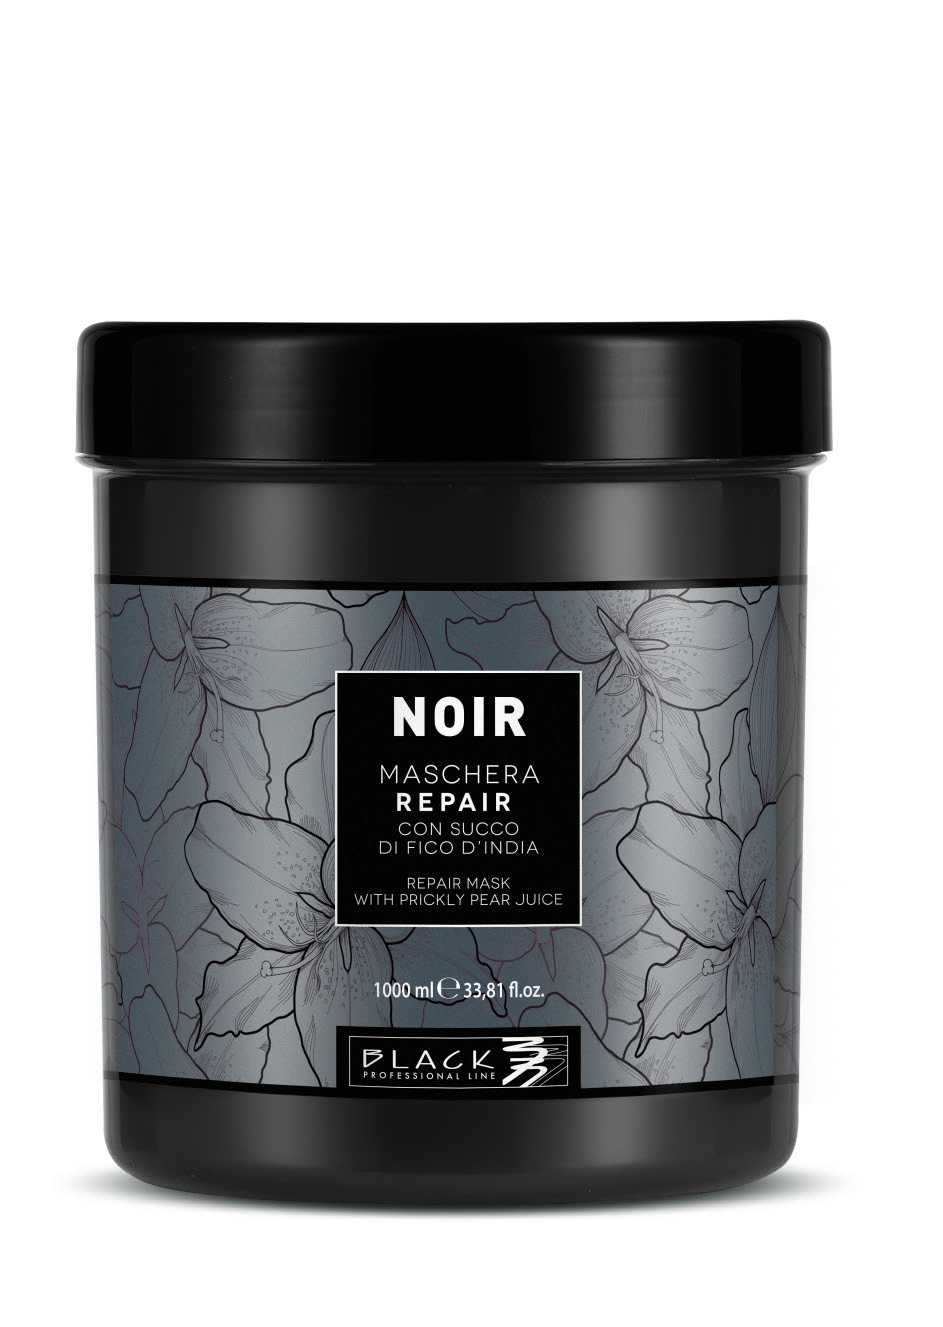 NOIR
MASCHERA
REPAIR
CON SUCCO
DI FICO D'INDIA
REPAIR MASK
WITH PRICKLY PEAR JUICE
1000 ml ℮ 33,81 fl.oz.
BLACK
PROFESSIONAL LINE